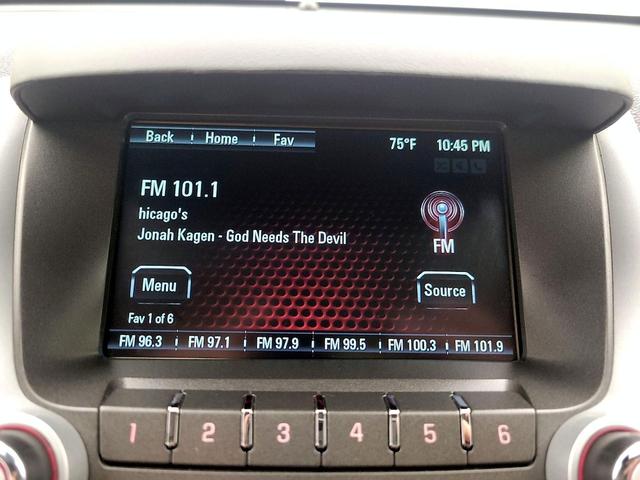 Back Home Fav 75°F 10:45 PM
FM 101.1
hicago's
Jonah Kagen - God Needs The Devil
FM
Menu
Source
Fav 1 of 6
FM 96.3 FM 97.1 FM 97.9 FM 99.5 FM 100.3 FM 101.9
1 2 3 4 5 6